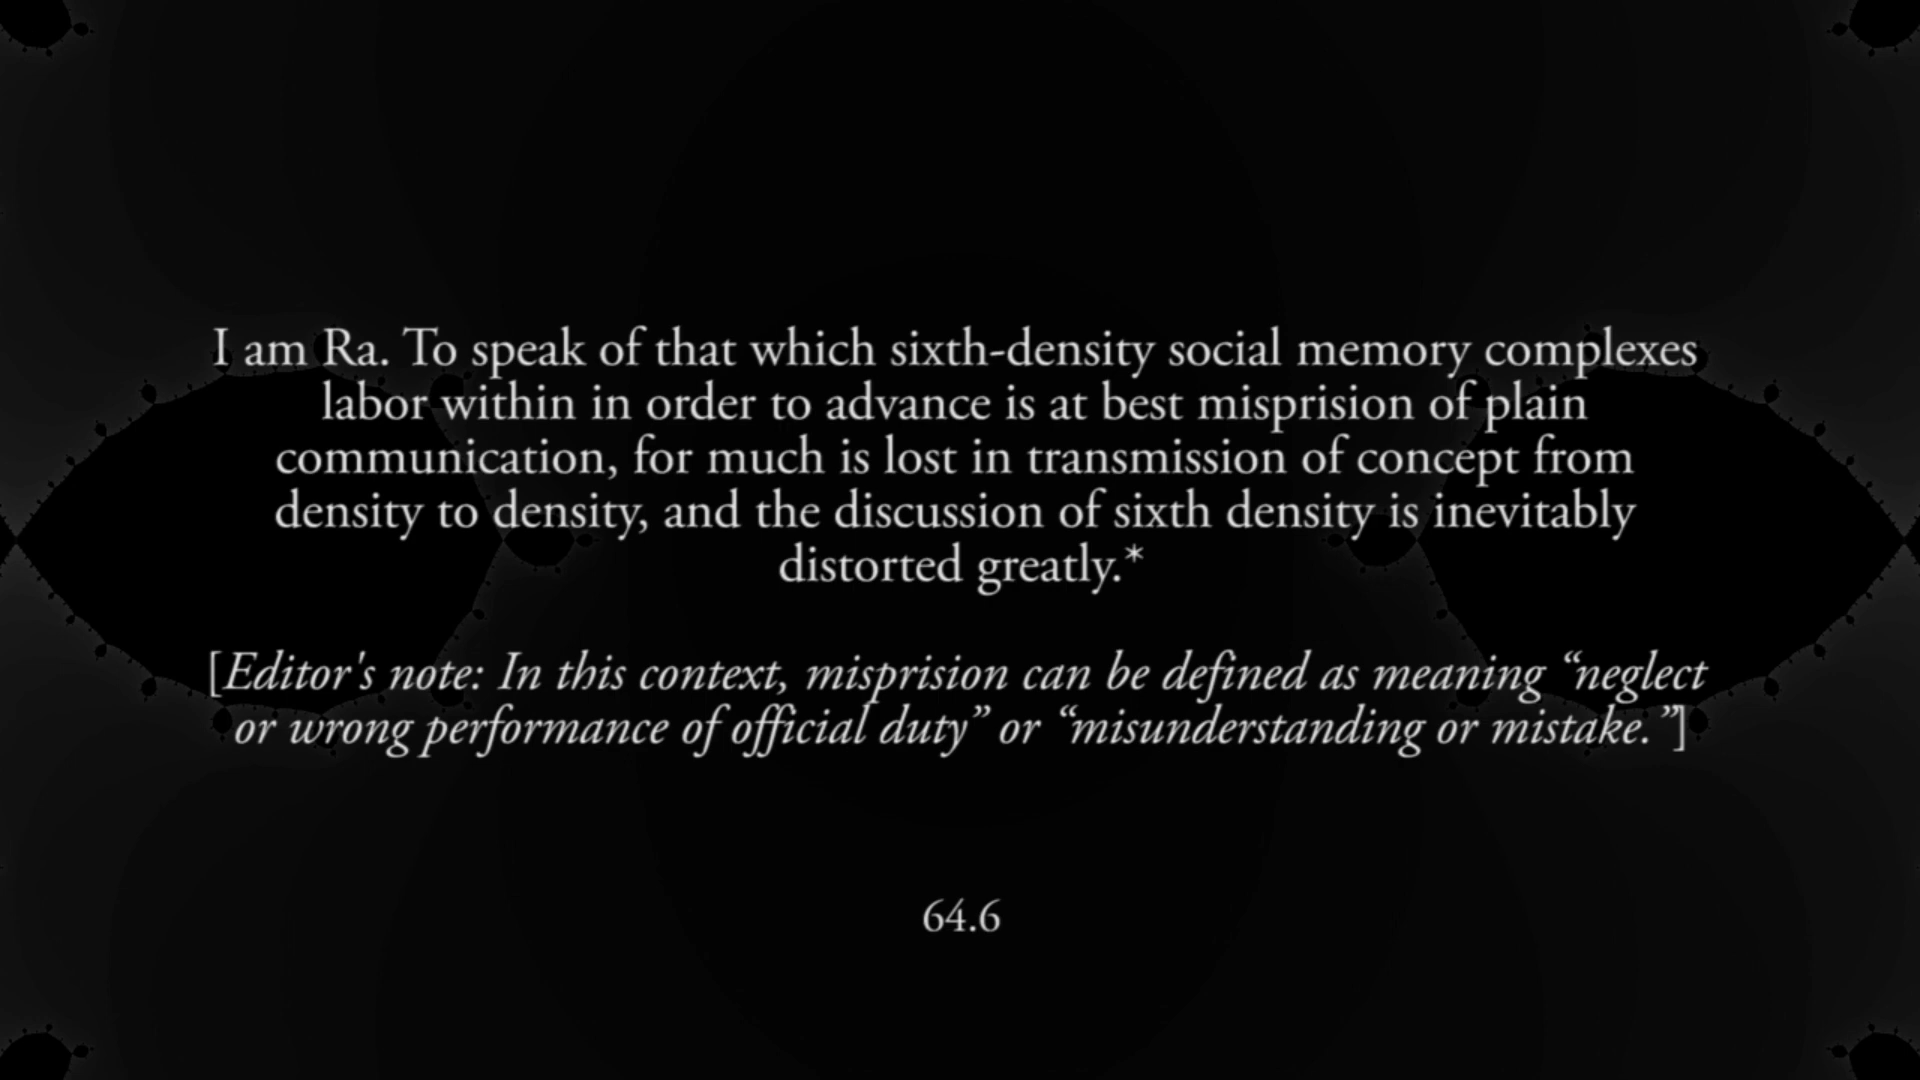 I am Ra. To speak of that which sixth-density social memory complexes
labor within in order to advance is at best misprision of plain
communication, for much is lost in transmission of concept from
density to density, and the discussion of sixth density is inevitably
distorted greatly.*
[Editor's note: In this context, misprision can be defined as meaning “neglect
or wrong performance of official duty” or “misunderstanding or mistake.”]
64.6